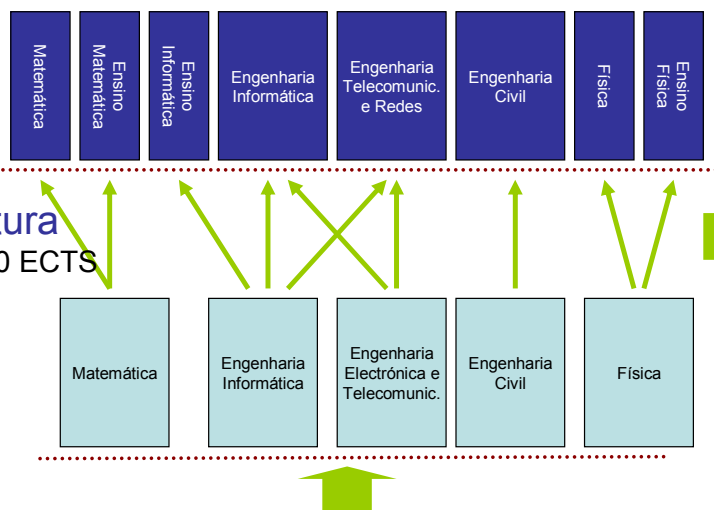 Matemática
Ensino
Matemática
Ensino
Informática
Engenharia
Informática
Engenharia
Telecomunic.
e Redes
Engenharia
Civil
Física
Ensino
Física
tura
0 ECTS
Matemática
Engenharia
Informática
Engenharia
Electrónica e
Telecomunic.
Engenharia
Civil
Física